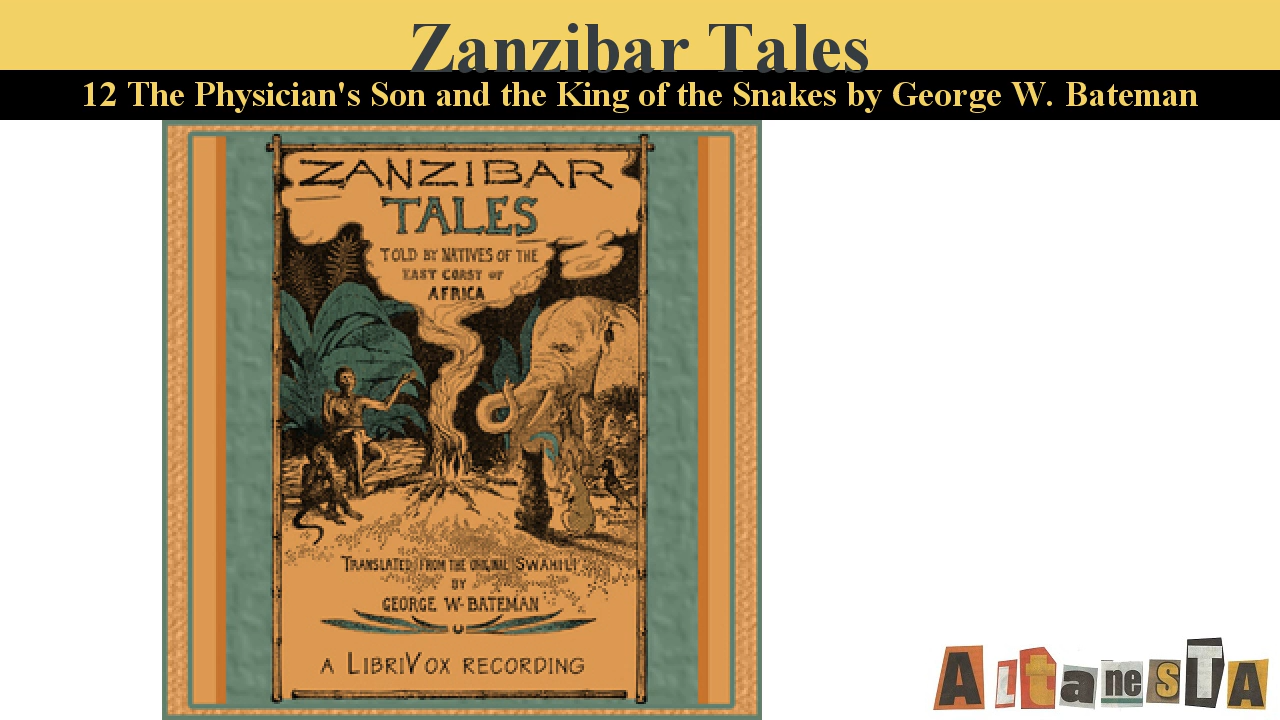 Zanzibar Tales
12 The Physician's Son and the King of the Snakes by George W. Bateman
ZANZIBAR
TALES
TOLD BY NATIVES OF THE
EAST COAST OF
AFRICA
TRANSLATED FROM THE ORIGINAL SWAHILI
BY
GEORGE W. BATEMAN
A LIBRIVOX RECORDING
AltanesTA